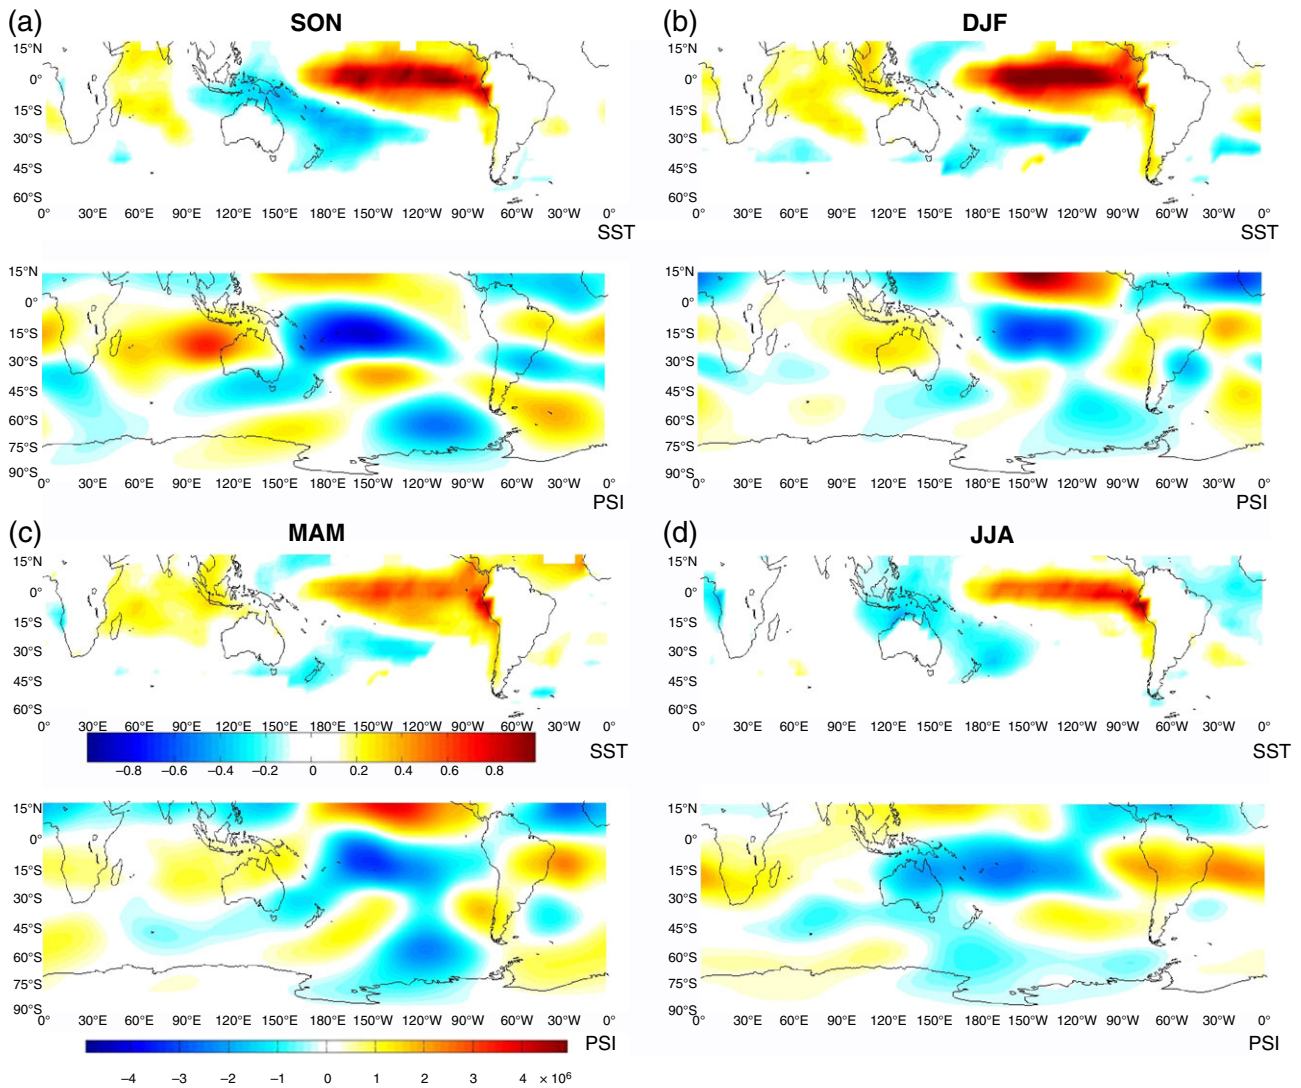 (a) SON (b) DJF
15°N 15°N
0° 0°
15°S 15°S
30°S 30°S
45°S 45°S
60°S 60°S
0° 30°E 60°E 90°E 120°E 150°E 180°E 150°W 120°W 90°W 60°W 30°W 0° 0° 30°E 60°E 90°E 120°E 150°E 180°E 150°W 120°W 90°W 60°W 30°W 0°
SST SST
15°N 15°N
0° 0°
15°S 15°S
30°S 30°S
45°S 45°S
60°S 60°S
75°S 75°S
90°S 90°S
0° 30°E 60°E 90°E 120°E 150°E 180°E 150°W 120°W 90°W 60°W 30°W 0° 0° 30°E 60°E 90°E 120°E 150°E 180°E 150°W 120°W 90°W 60°W 30°W 0°
PSI PSI
(c) MAM (d) JJA
15°N 15°N
0° 0°
15°S 15°S
30°S 30°S
45°S 45°S
60°S 60°S
0° 30°E 60°E 90°E 120°E 150°E 180°E 150°W 120°W 90°W 60°W 30°W 0° 0° 30°E 60°E 90°E 120°E 150°E 180°E 150°W 120°W 90°W 60°W 30°W 0°
−0.8 −0.6 −0.4 −0.2 0 0.2 0.4 0.6 0.8
SST SST
15°N 15°N
0° 0°
15°S 15°S
30°S 30°S
45°S 45°S
60°S 60°S
75°S 75°S
90°S 90°S
0° 30°E 60°E 90°E 120°E 150°E 180°E 150°W 120°W 90°W 60°W 30°W 0° 0° 30°E 60°E 90°E 120°E 150°E 180°E 150°W 120°W 90°W 60°W 30°W 0°
PSI PSI
−4 −3 −2 −1 0 1 2 3 4 × 10⁶